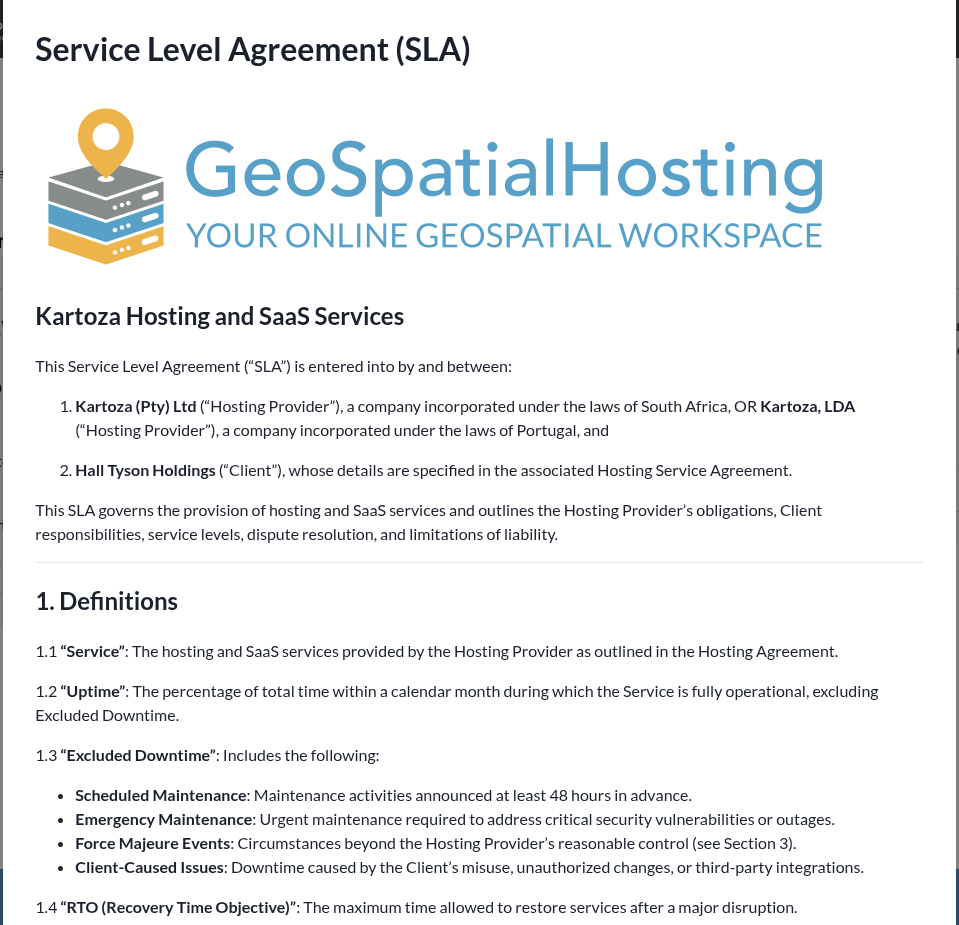 Service Level Agreement (SLA)
GeoSpatialHosting
YOUR ONLINE GEOSPATIAL WORKSPACE
Kartoza Hosting and SaaS Services
This Service Level Agreement (“SLA”) is entered into by and between:
1. Kartoza (Pty) Ltd (“Hosting Provider”), a company incorporated under the laws of South Africa, OR Kartoza, LDA
(“Hosting Provider”), a company incorporated under the laws of Portugal, and
2. Hall Tyson Holdings (“Client”), whose details are specified in the associated Hosting Service Agreement.
This SLA governs the provision of hosting and SaaS services and outlines the Hosting Provider’s obligations, Client
responsibilities, service levels, dispute resolution, and limitations of liability.
1. Definitions
1.1 “Service”: The hosting and SaaS services provided by the Hosting Provider as outlined in the Hosting Agreement.
1.2 “Uptime”: The percentage of total time within a calendar month during which the Service is fully operational, excluding
Excluded Downtime.
1.3 “Excluded Downtime”: Includes the following:
• Scheduled Maintenance: Maintenance activities announced at least 48 hours in advance.
• Emergency Maintenance: Urgent maintenance required to address critical security vulnerabilities or outages.
• Force Majeure Events: Circumstances beyond the Hosting Provider’s reasonable control (see Section 3).
• Client-Caused Issues: Downtime caused by the Client’s misuse, unauthorized changes, or third-party integrations.
1.4 “RTO (Recovery Time Objective)”: The maximum time allowed to restore services after a major disruption.